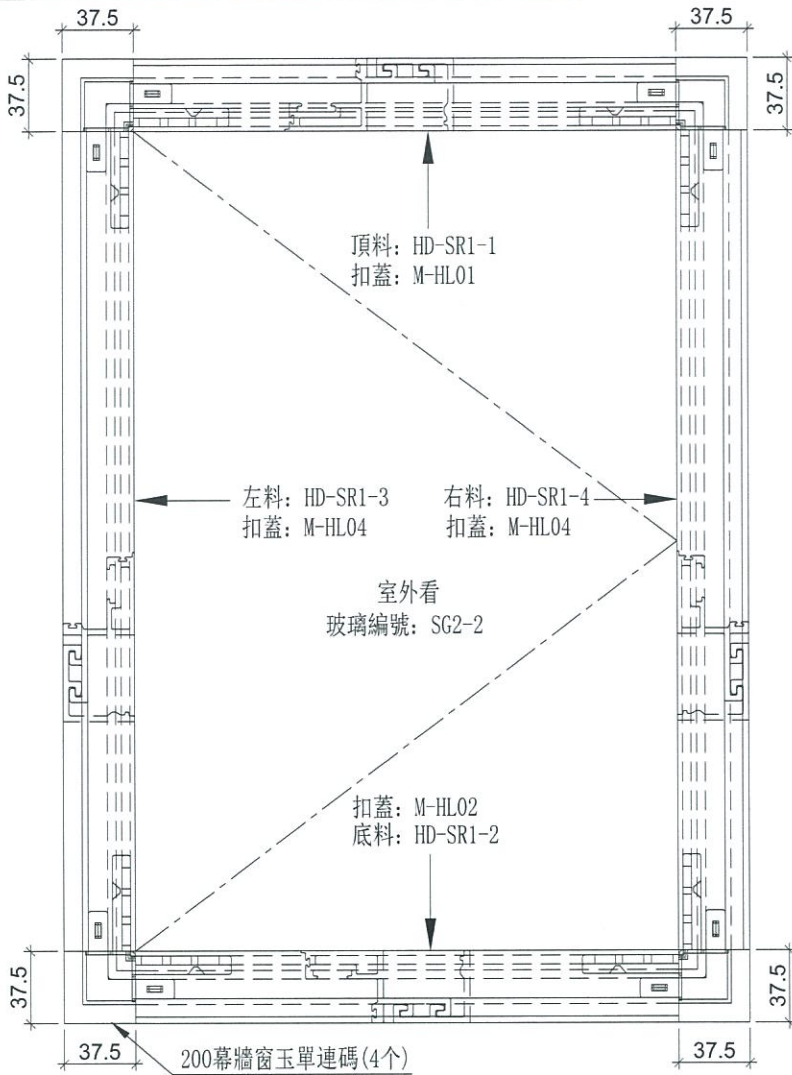 37.5
37.5
37.5
37.5
頂料: HD-SR1-1
扣蓋: M-HL01
左料: HD-SR1-3
扣蓋: M-HL04
右料: HD-SR1-4
扣蓋: M-HL04
室外看
玻璃編號: SG2-2
扣蓋: M-HL02
底料: HD-SR1-2
37.5
37.5
37.5
37.5
200幕牆窗玉單連碼(4个)